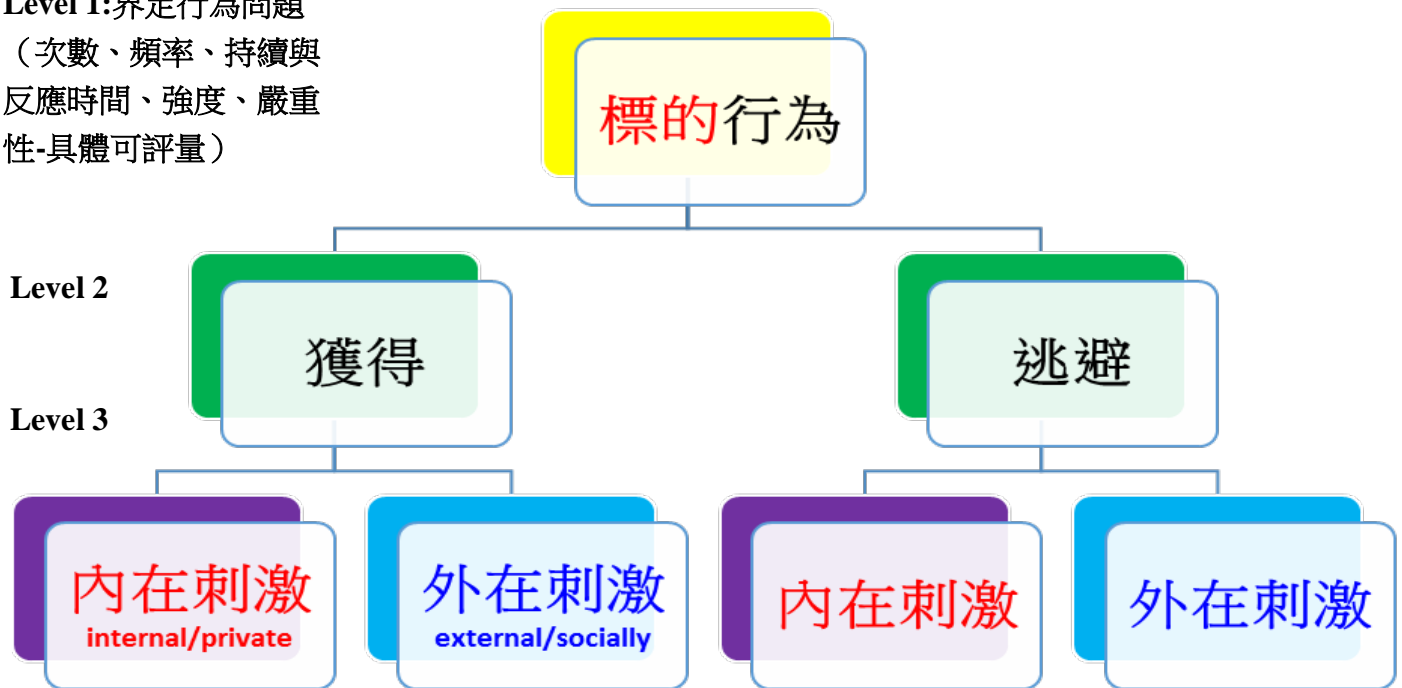 Level 1:界定行為問題
（次數、頻率、持續與
反應時間、強度、嚴重
性-具體可評量）
標的行為
Level 2
獲得
逃避
Level 3
內在刺激
internal/private
外在刺激
external/socially
內在刺激
外在刺激